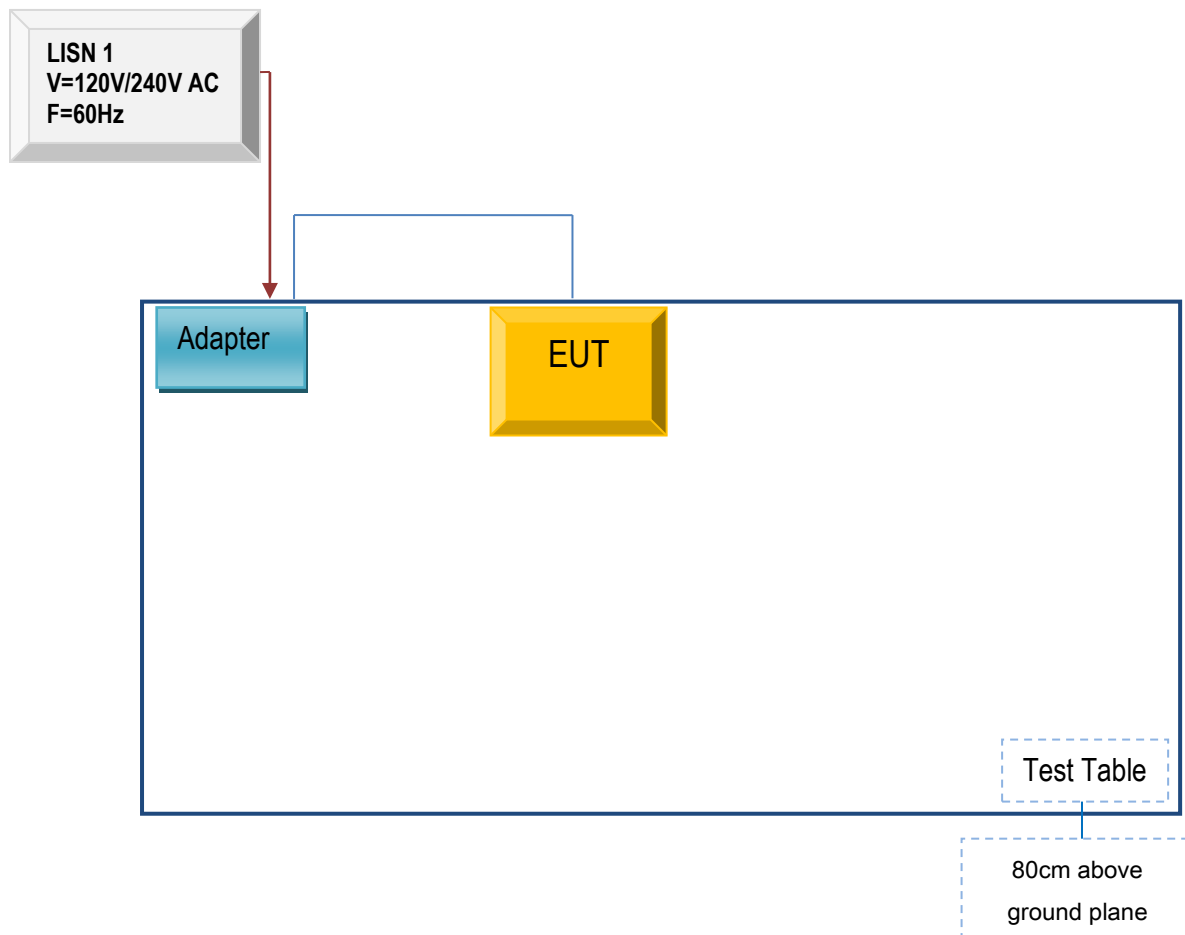 LISN 1
V=120V/240V AC
F=60Hz
Adapter
EUT
Test Table
80cm above
ground plane